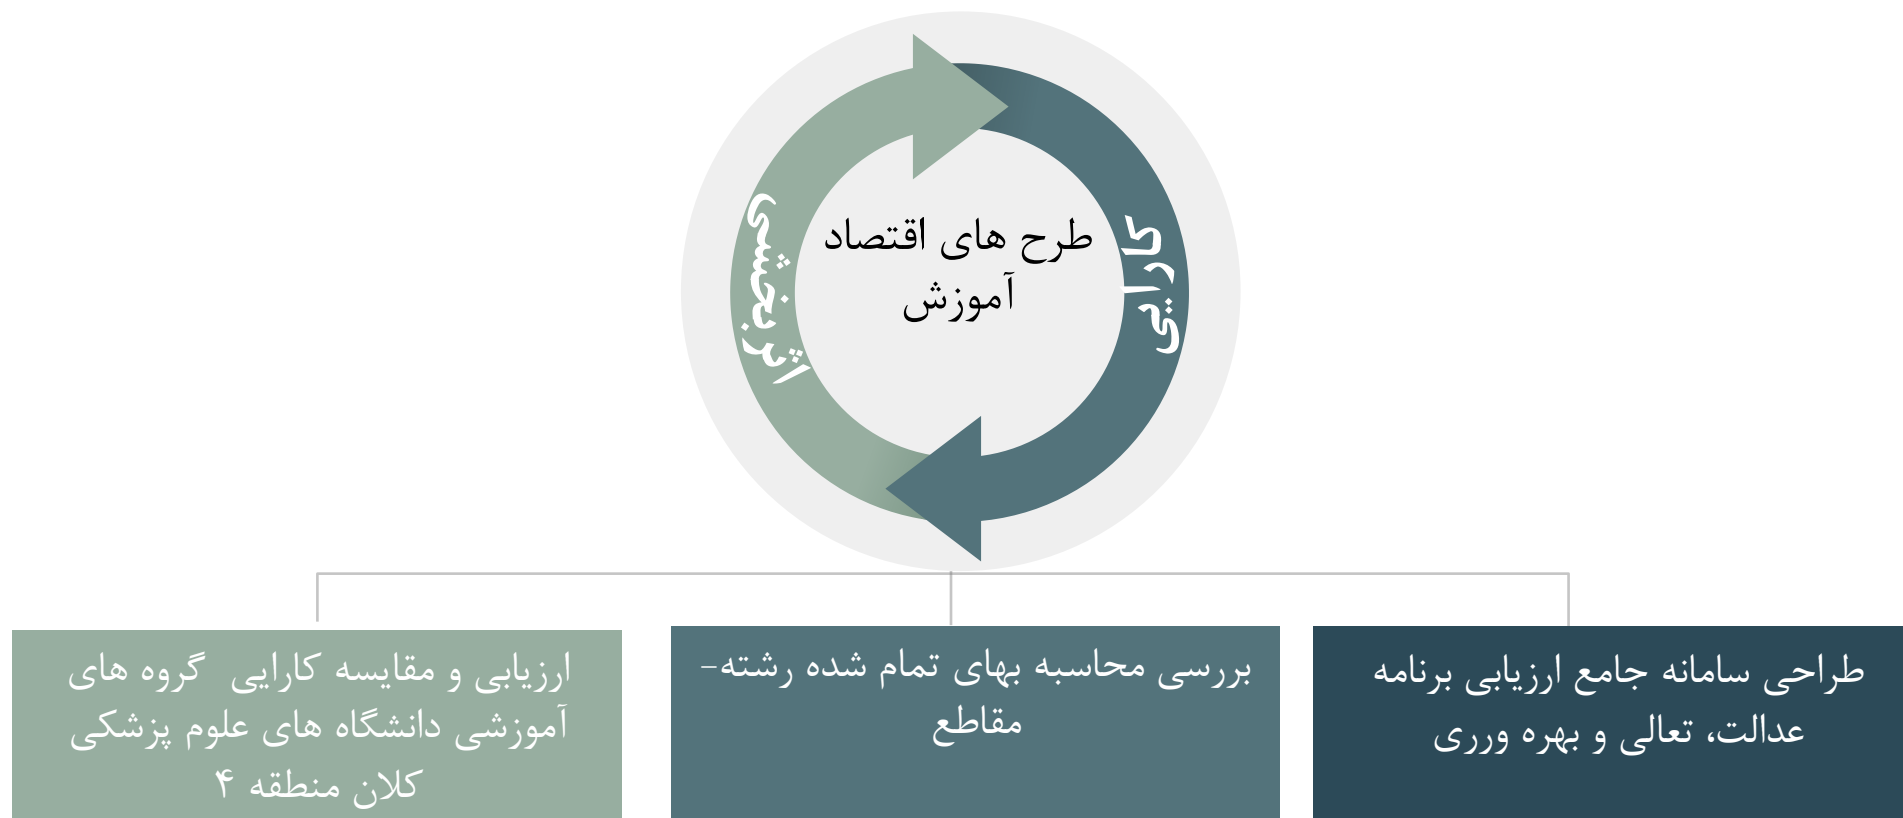 طرح های اقتصاد
آموزش
کارایی
اثربخشی
طراحی سامانه جامع ارزیابی برنامه
عدالت، تعالی و بهره ورری
بررسی محاسبه بهای تمام شده رشته-
مقاطع
ارزیابی و مقایسه کارایی گروه های
آموزشی دانشگاه های علوم پزشکی
کلان منطقه ۴